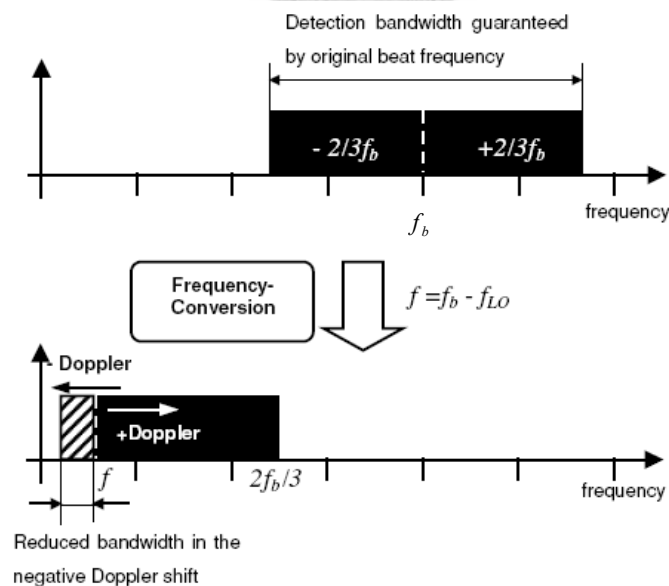 Detection bandwidth guaranteed
by original beat frequency
- 2/3f_b
+2/3f_b
f_b
frequency
Frequency-
Conversion
f =f_b - f_LO
- Doppler
+Doppler
f
2f_b/3
frequency
Reduced bandwidth in the
negative Doppler shift